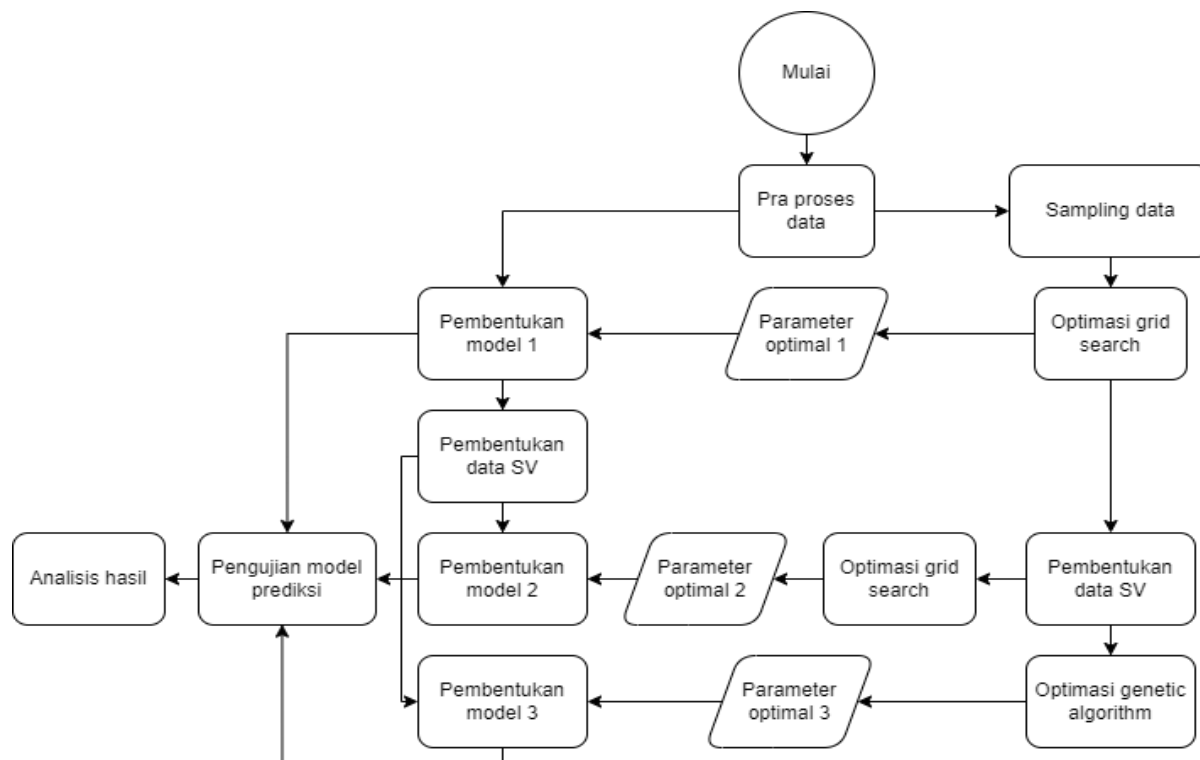 Mulai
Pra proses
data
Sampling data
Pembentukan
model 1
Parameter
optimal 1
Optimasi grid
search
Pembentukan
data SV
Analisis hasil
Pengujian model
prediksi
Pembentukan
model 2
Parameter
optimal 2
Optimasi grid
search
Pembentukan
data SV
Pembentukan
model 3
Parameter
optimal 3
Optimasi genetic
algorithm